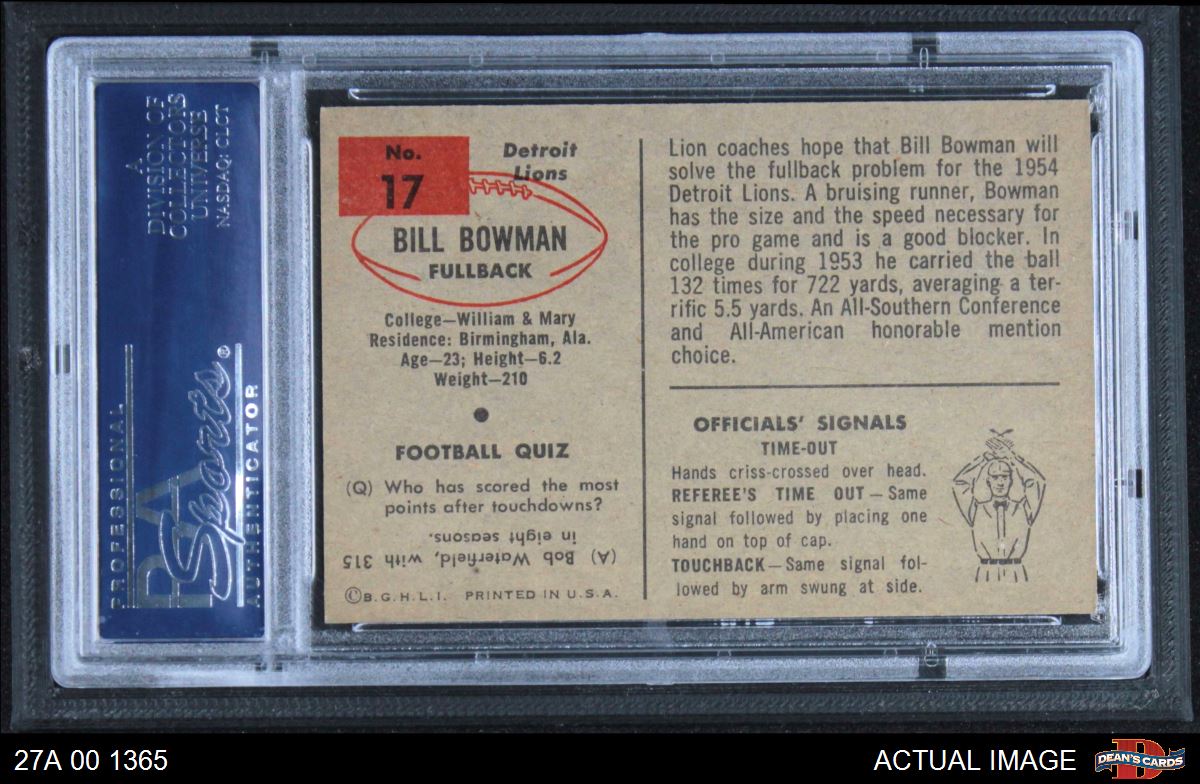 A
DIVISION OF
COLLECTORS
UNIVERSE
NASDAQ: CLCT
PROFESSIONAL
PSA
Sports®
AUTHENTICATOR
No.
17
Detroit
Lions
BILL BOWMAN
FULLBACK
College—William & Mary
Residence: Birmingham, Ala.
Age—23; Height—6.2
Weight—210
FOOTBALL QUIZ
(Q) Who has scored the most
points after touchdowns?
(A) Bob Waterfield, with 315
in eight seasons.
©B.G.H.L.I. PRINTED IN U.S.A.
Lion coaches hope that Bill Bowman will
solve the fullback problem for the 1954
Detroit Lions. A bruising runner, Bowman
has the size and the speed necessary for
the pro game and is a good blocker. In
college during 1953 he carried the ball
132 times for 722 yards, averaging a ter-
rific 5.5 yards. An All-Southern Conference
and All-American honorable mention
choice.
OFFICIALS' SIGNALS
TIME-OUT
Hands criss-crossed over head.
REFEREE'S TIME OUT—Same
signal followed by placing one
hand on top of cap.
TOUCHBACK—Same signal fol-
lowed by arm swung at side.
27A 00 1365
ACTUAL IMAGE
D
DEAN'S CARDS